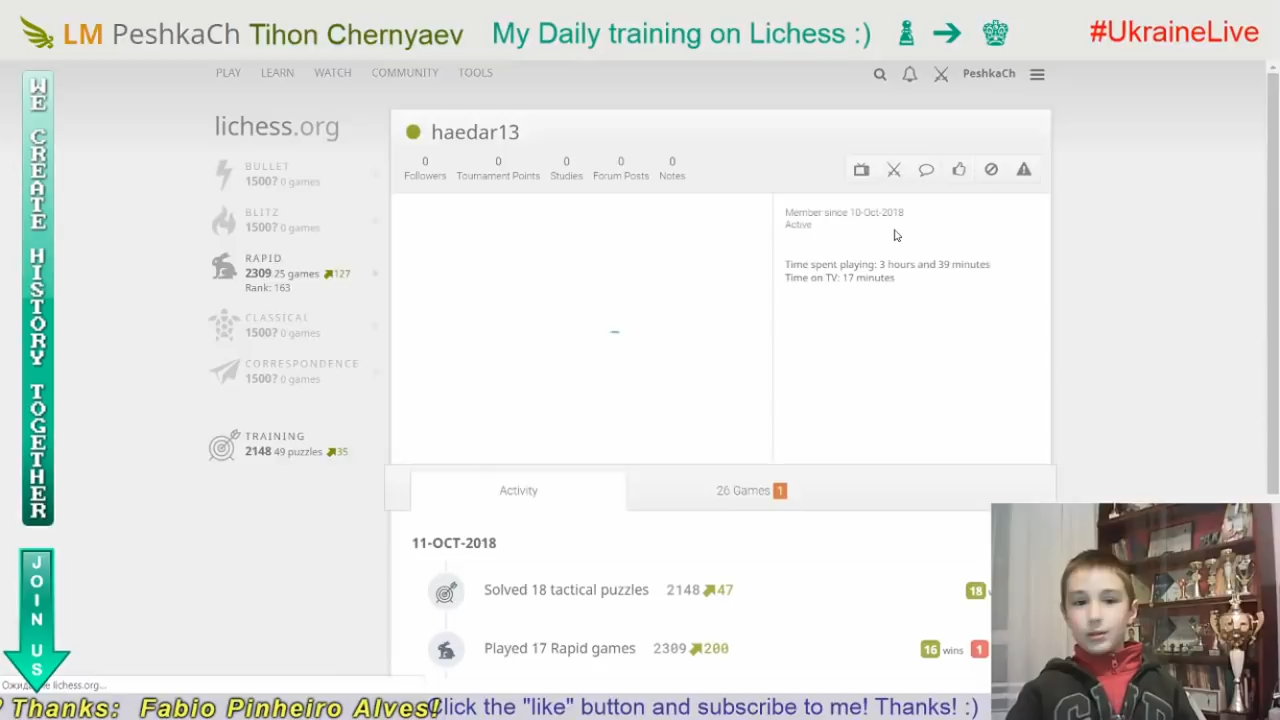 LM PeshkaCh Tihon Chernyaev
My Daily training on Lichess :)
#UkraineLive
WE CREATE HISTORY TOGETHER
JOIN US
PLAY LEARN WATCH COMMUNITY TOOLS
PeshkaCh
lichess.org
BULLET
1500? 0 games
BLITZ
1500? 0 games
RAPID
2309 25 games 127
Rank: 163
CLASSICAL
1500? 0 games
CORRESPONDENCE
1500? 0 games
TRAINING
2148 49 puzzles 35
haedar13
0 0 0 0 0
Followers Tournament Points Studies Forum Posts Notes
Member since 10-Oct-2018
Active
Time spent playing: 3 hours and 39 minutes
Time on TV: 17 minutes
Activity
26 Games 1
11-OCT-2018
Solved 18 tactical puzzles 2148 47
18
Played 17 Rapid games 2309 200
16 wins 1
lichess.org...
? Thanks: Fabio Pinheiro Alves!
Click the "like" button and subscribe to me! Thanks! :)